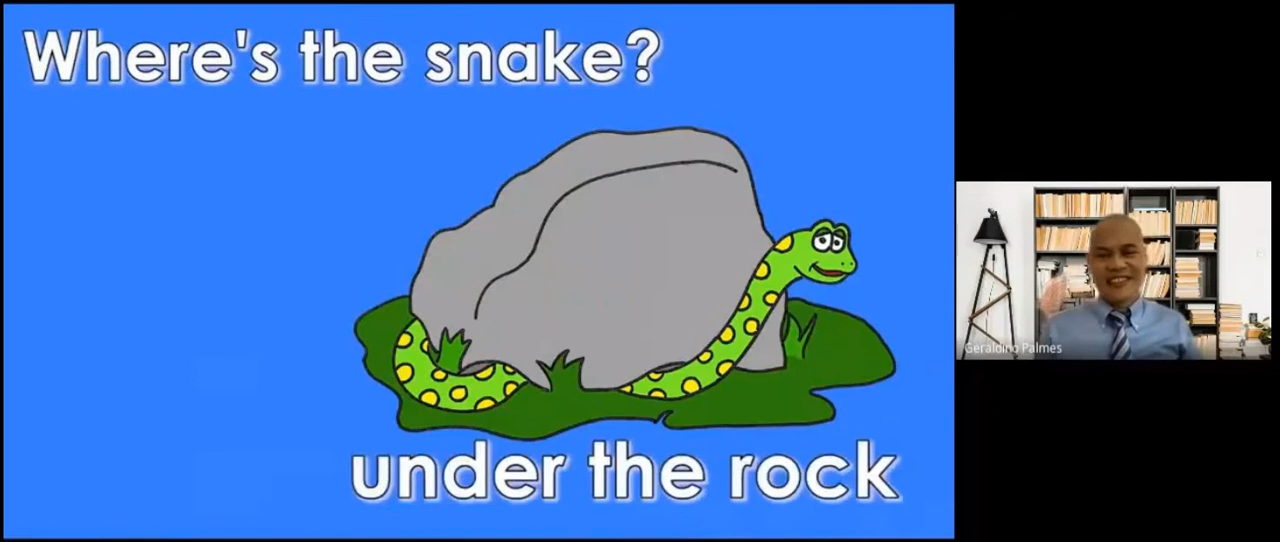 Where's the snake?
under the rock
Geraldino Palmes